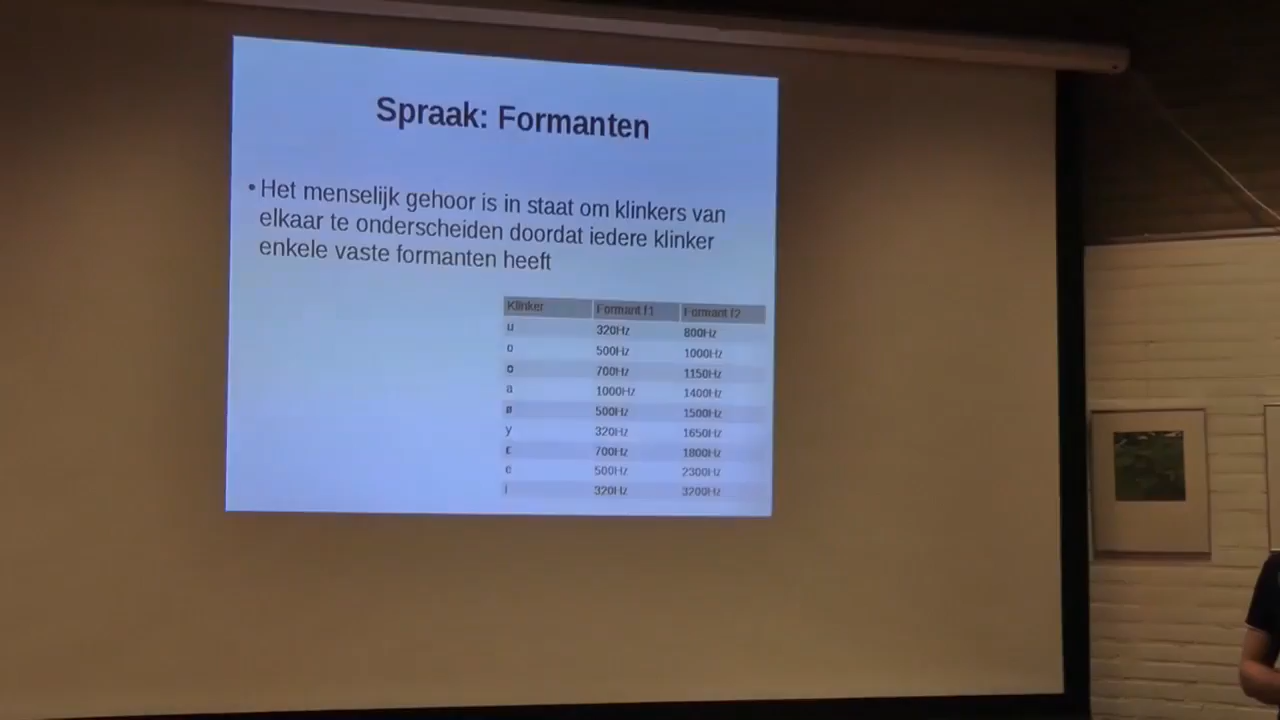 Spraak: Formanten
• Het menselijk gehoor is in staat om klinkers van
elkaar te onderscheiden doordat iedere klinker
enkele vaste formanten heeft
Klinker Formant f1 Formant f2
u 320Hz 800Hz
o 500Hz 1000Hz
700Hz 1150Hz
a 1000Hz 1400Hz
500Hz 1500Hz
y 320Hz 1650Hz
ɛ 700Hz 1800Hz
e 500Hz 2300Hz
i 320Hz 3200Hz